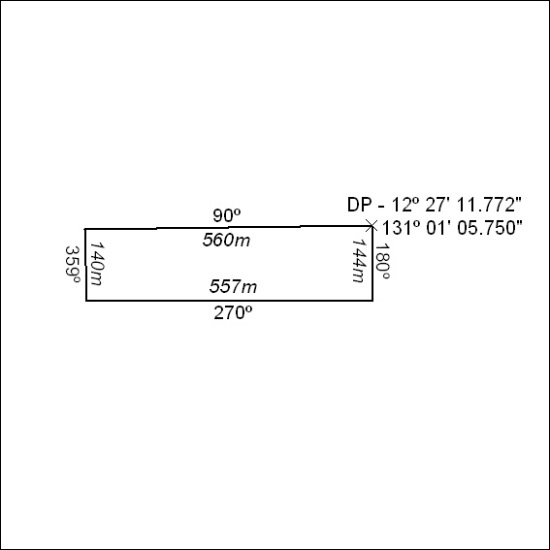 DP - 12º 27' 11.772"
131º 01' 05.750"
90º
560m
359º
140m
144m
180º
557m
270º